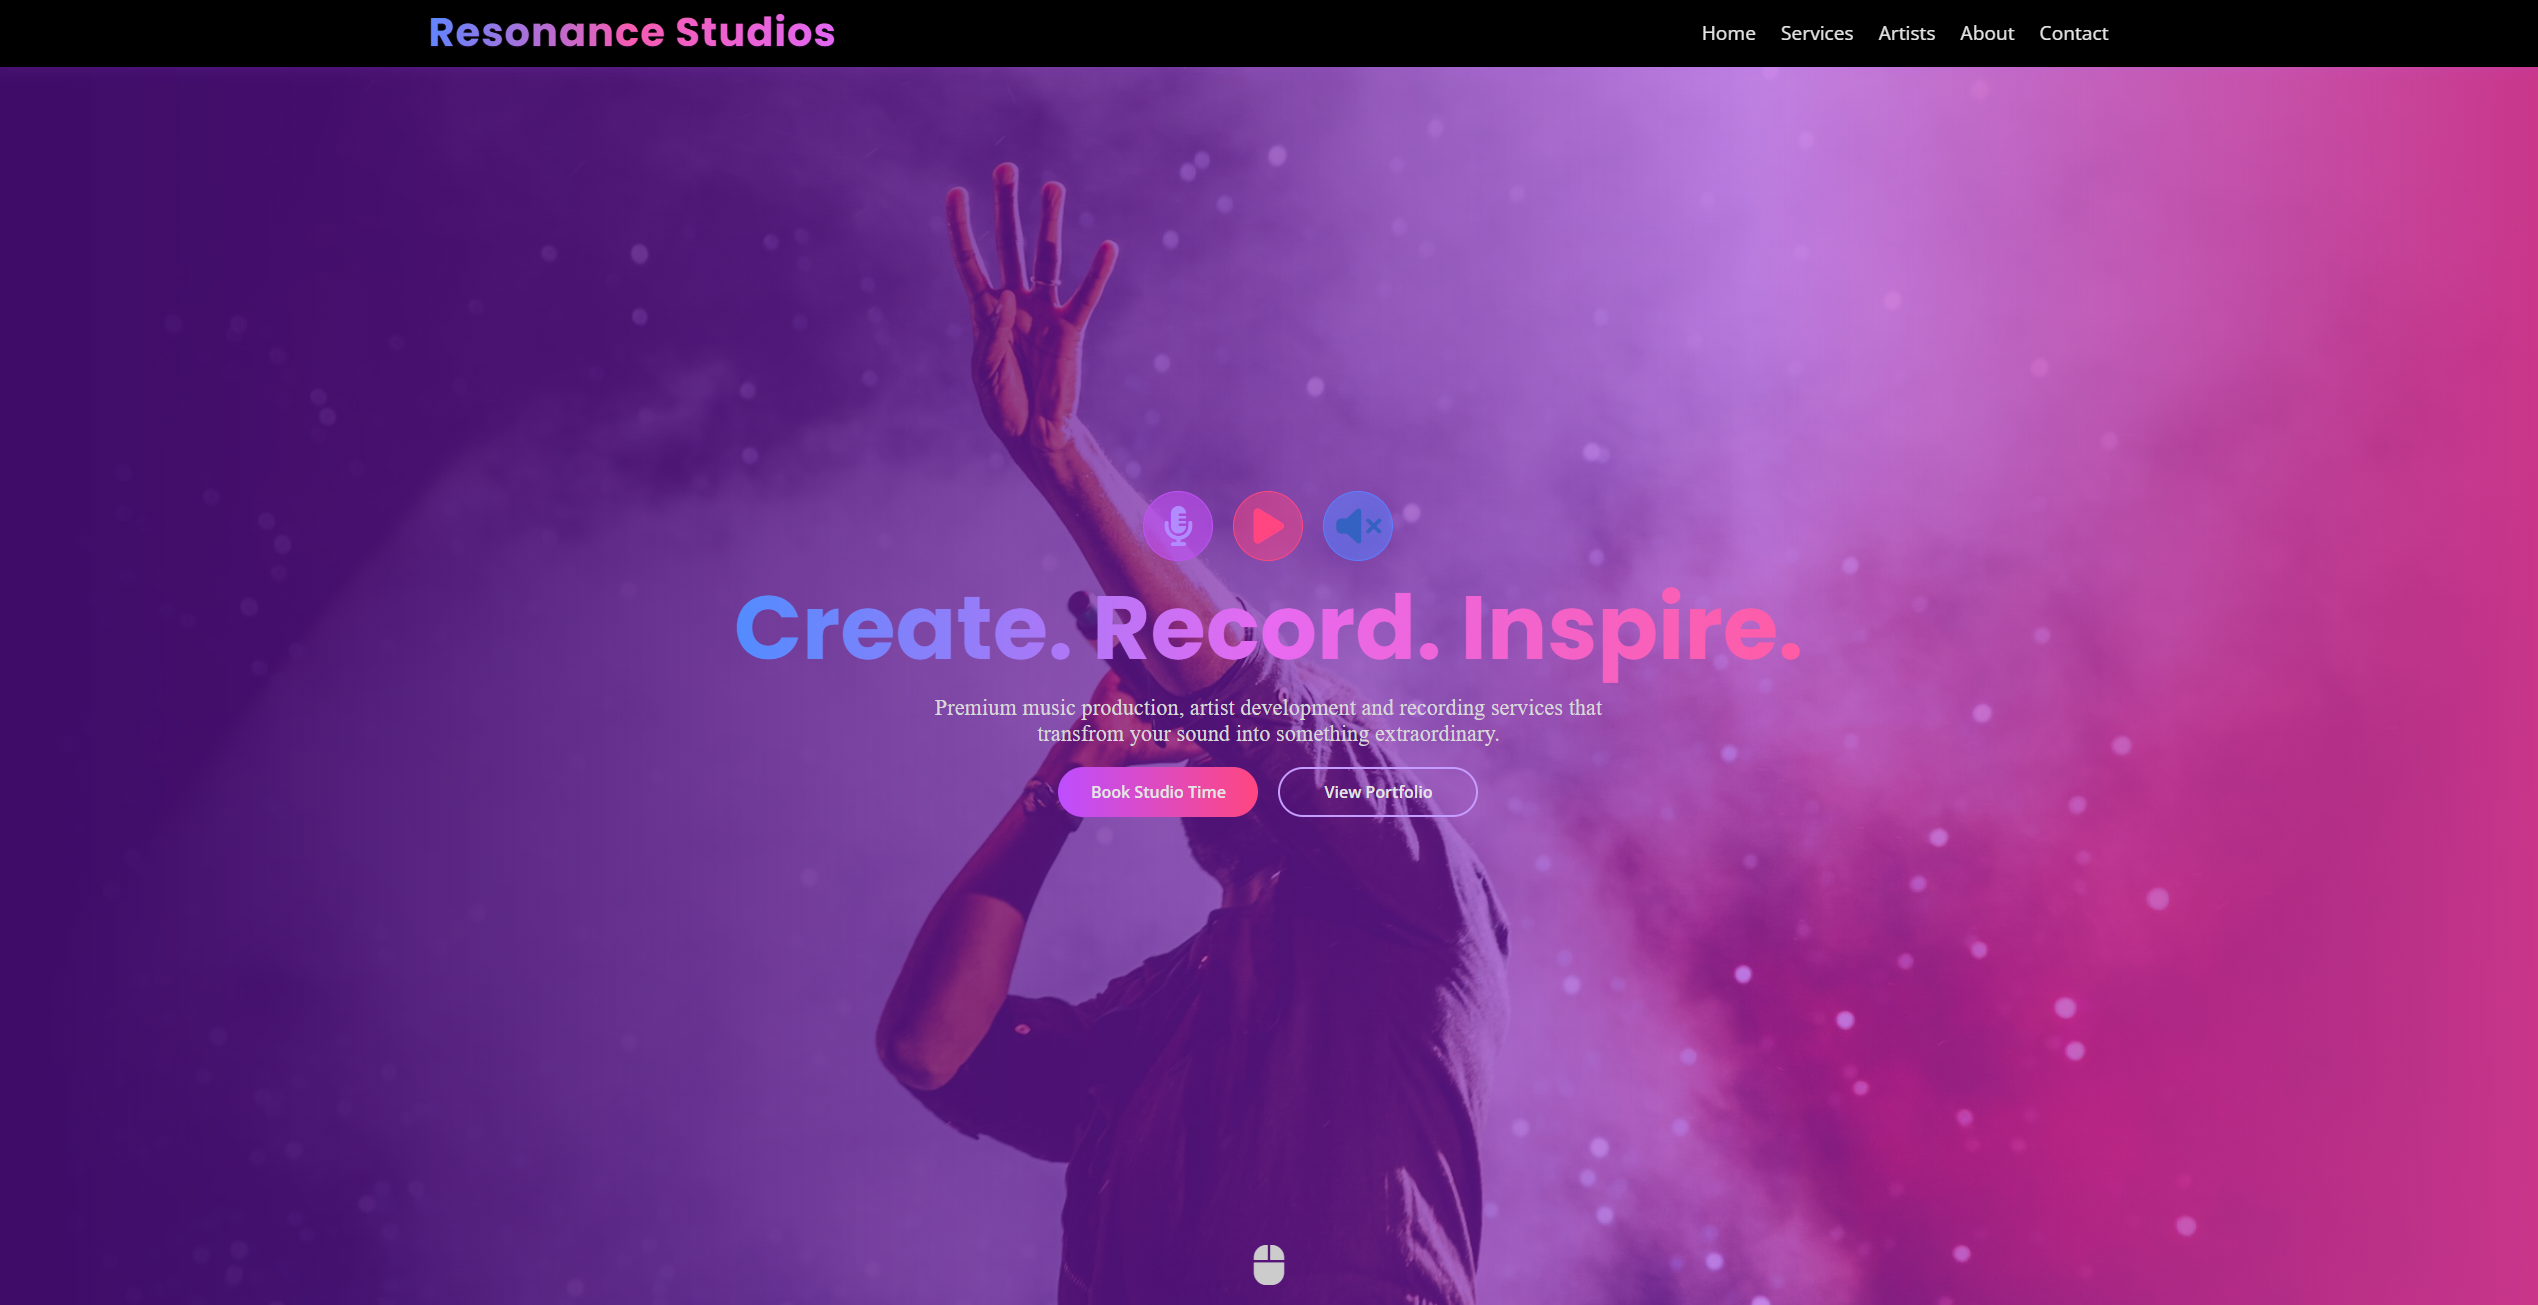 Resonance Studios
Home Services Artists About Contact
Create. Record. Inspire.
Premium music production, artist development and recording services that
transfrom your sound into something extraordinary.
Book Studio Time
View Portfolio